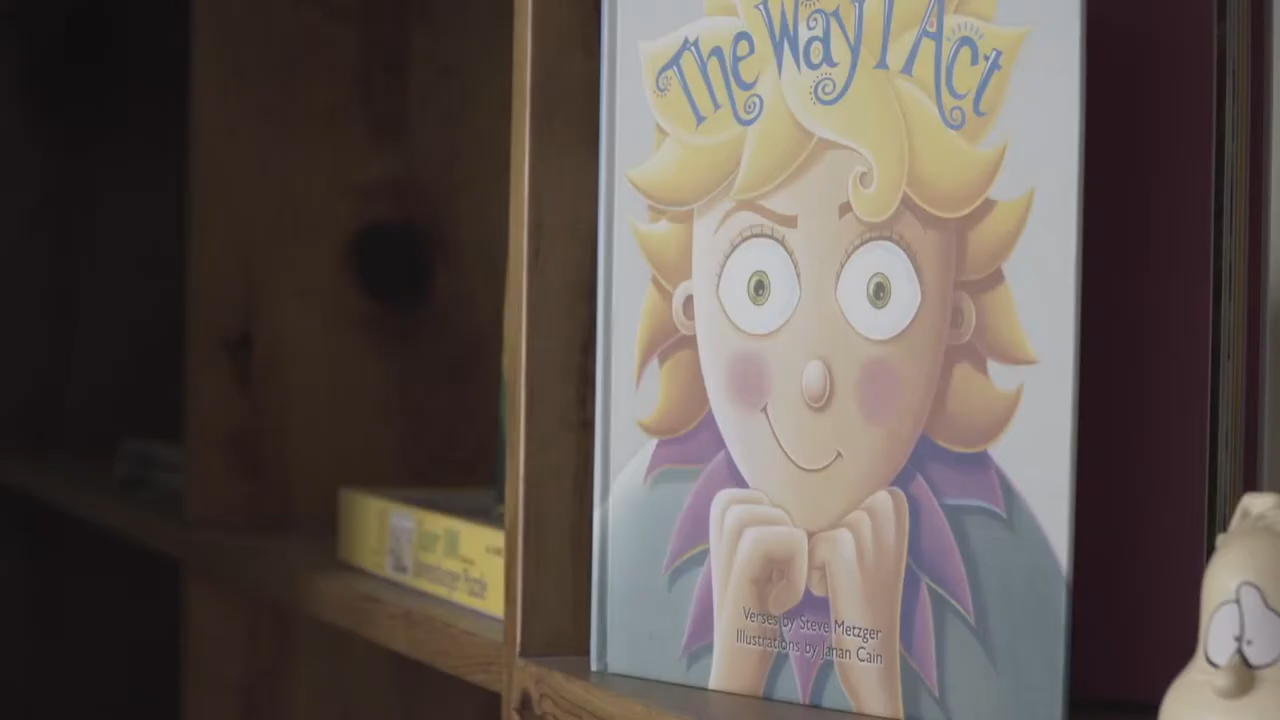 The Way I Act
Verses by Steve Metzger
Illustrations by Janan Cain